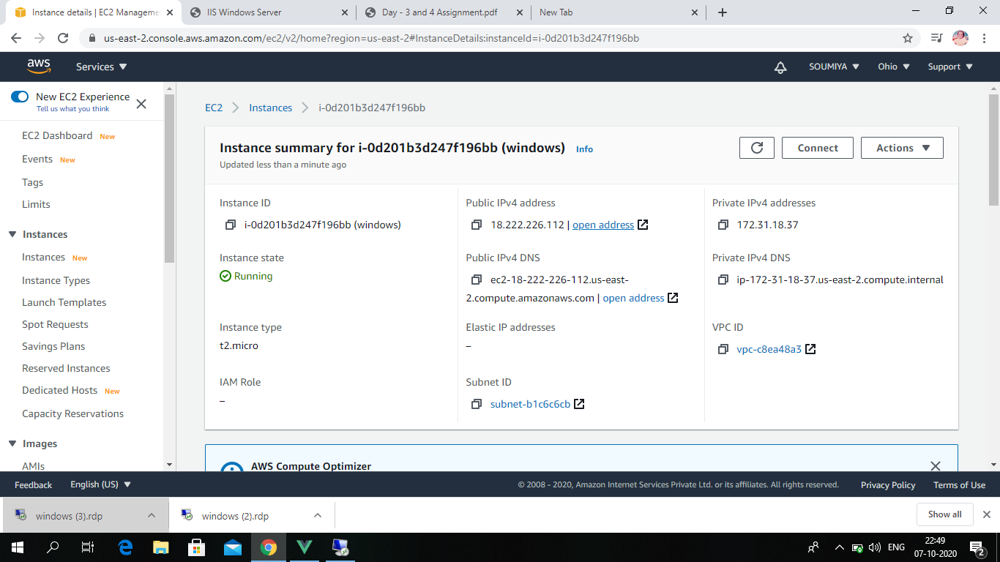 Instance details | EC2 Manageme
IIS Windows Server
Day - 3 and 4 Assignment.pdf
New Tab
us-east-2.console.aws.amazon.com/ec2/v2/home?region=us-east-2#InstanceDetails:instanceId=i-0d201b3d247f196bb
aws
Services
SOUMIYA
Ohio
Support
New EC2 Experience
Tell us what you think
EC2 Dashboard New
Events New
Tags
Limits
Instances
Instances New
Instance Types
Launch Templates
Spot Requests
Savings Plans
Reserved Instances
Dedicated Hosts New
Capacity Reservations
Images
AMIs
EC2
Instances
i-0d201b3d247f196bb
Instance summary for i-0d201b3d247f196bb (windows) Info
Updated less than a minute ago
Connect
Actions
Instance ID
i-0d201b3d247f196bb (windows)
Public IPv4 address
18.222.226.112 | open address
Private IPv4 addresses
172.31.18.37
Instance state
Running
Public IPv4 DNS
ec2-18-222-226-112.us-east-
2.compute.amazonaws.com | open address
Private IPv4 DNS
ip-172-31-18-37.us-east-2.compute.internal
Instance type
t2.micro
Elastic IP addresses
–
VPC ID
vpc-c8ea48a3
IAM Role
–
Subnet ID
subnet-b1c6c6cb
AWS Compute Optimizer
Feedback
English (US)
© 2008 - 2020, Amazon Internet Services Private Ltd. or its affiliates. All rights reserved.
Privacy Policy
Terms of Use
windows (3).rdp
windows (2).rdp
Show all
ENG
22:49
07-10-2020
2